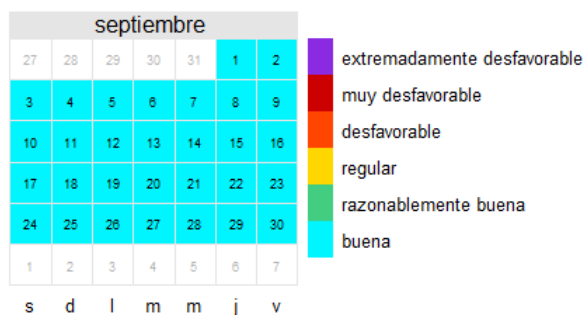 septiembre
27 28 29 30 31 1 2
3 4 5 6 7 8 9
10 11 12 13 14 15 16
17 18 19 20 21 22 23
24 25 26 27 28 29 30
1 2 3 4 5 6 7
s d l m m j v
extremadamente desfavorable
muy desfavorable
desfavorable
regular
razonablemente buena
buena